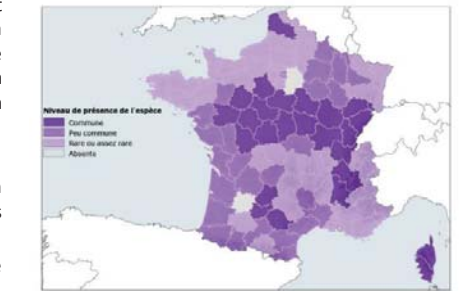 Niveau de présence de l'espèce
Commune
Peu commune
Rare ou assez rare
Absente